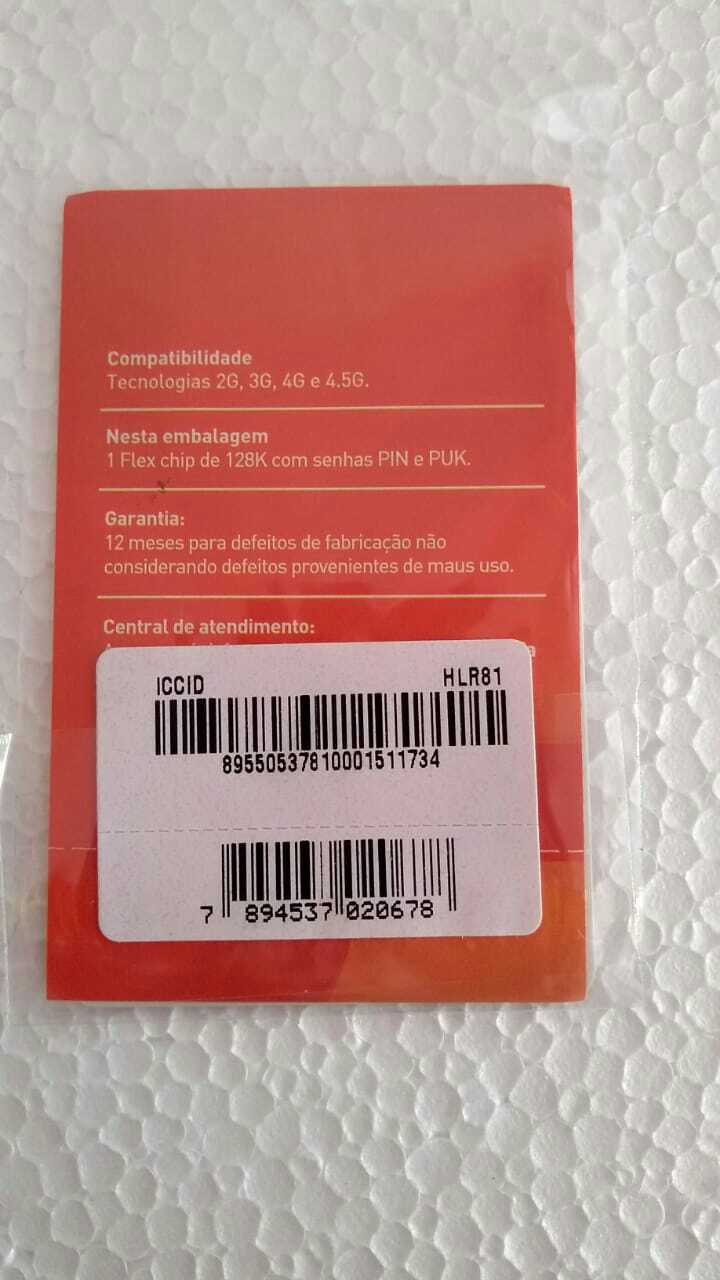 Compatibilidade
Tecnologias 2G, 3G, 4G e 4.5G.
Nesta embalagem
1 Flex chip de 128K com senhas PIN e PUK.
Garantia:
12 meses para defeitos de fabricação não
considerando defeitos provenientes de maus uso.
Central de atendimento:
ICCID HLR81
89550537810001511734
7 894537 020678